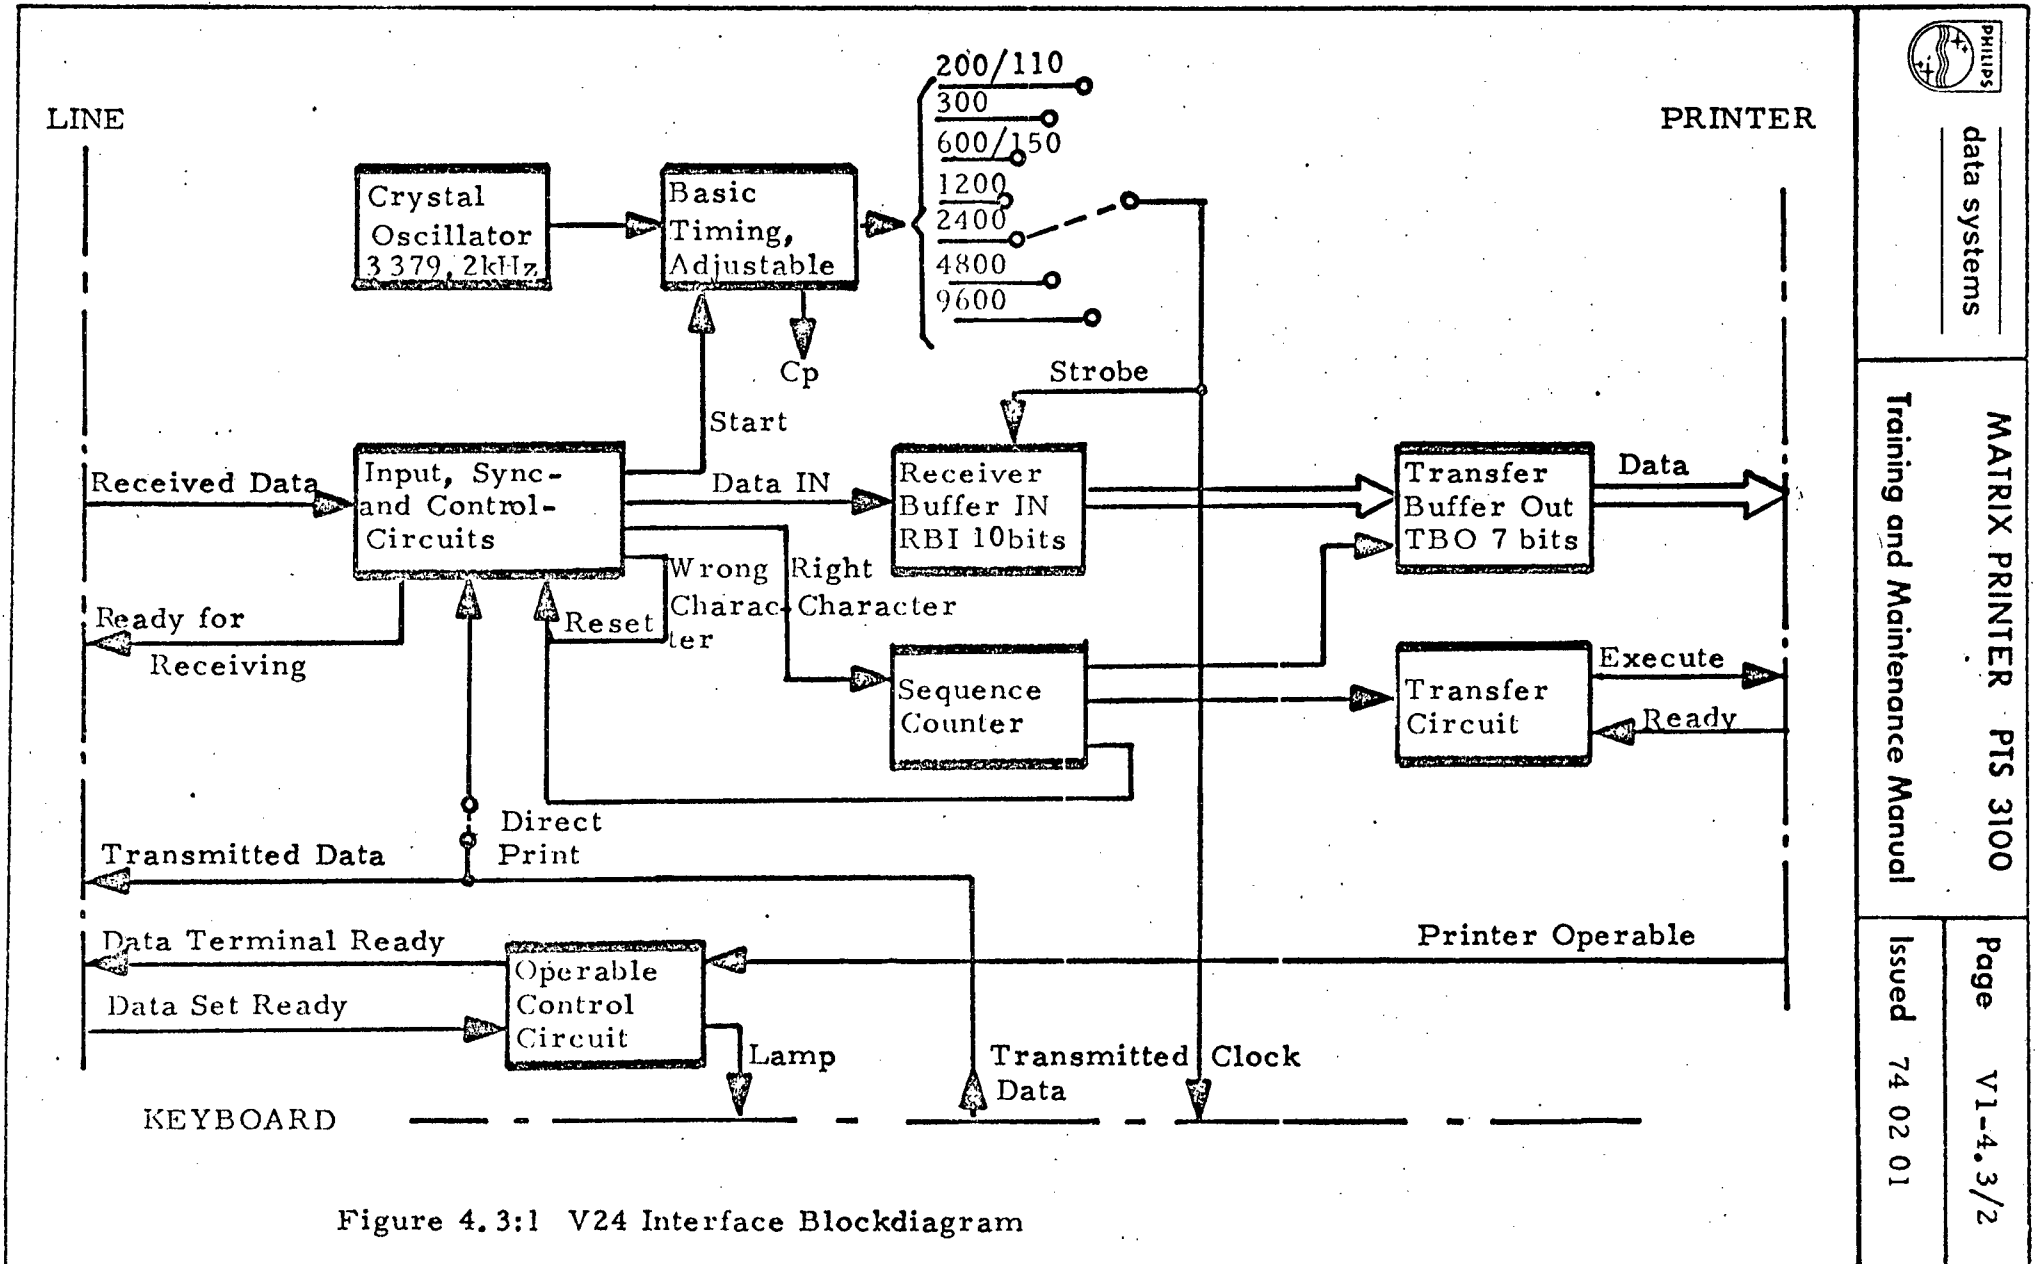 PHILIPS
data systems
MATRIX PRINTER PTS 3100
Training and Maintenance Manual
Page V1-4.3/2
Issued 74 02 01
LINE
PRINTER
200/110
300
600/150
1200
2400
4800
9600
Crystal
Oscillator
3379,2kHz
Basic
Timing,
Adjustable
Cp
Strobe
Start
Received Data
Input, Sync-
and Control-
Circuits
Data IN
Receiver
Buffer IN
RBI 10bits
Transfer
Buffer Out
TBO 7 bits
Data
Wrong
Charac-
ter
Right
Character
Reset
Ready for
Receiving
Sequence
Counter
Transfer
Circuit
Execute
Ready
Direct
Print
Transmitted Data
Data Terminal Ready
Data Set Ready
Operable
Control
Circuit
Printer Operable
Lamp
Transmitted
Data
Clock
KEYBOARD
Figure 4.3:1 V24 Interface Blockdiagram